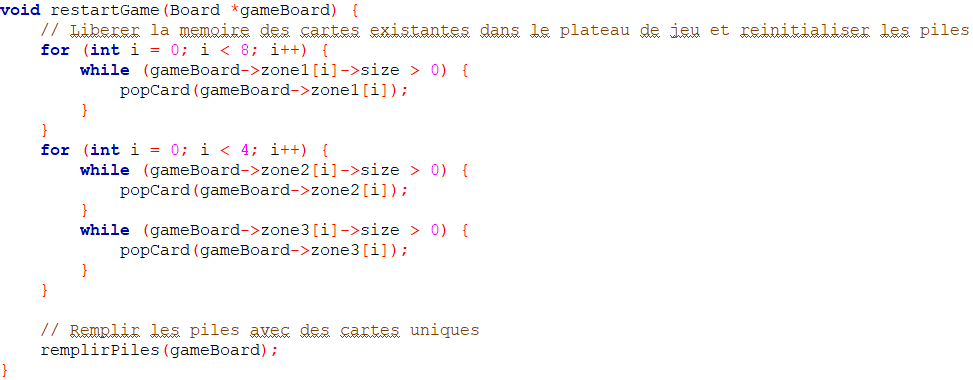 void restartGame(Board *gameBoard) {
    // Liberer la memoire des cartes existantes dans le plateau de jeu et reinitialiser les piles
    for (int i = 0; i < 8; i++) {
        while (gameBoard->zone1[i]->size > 0) {
            popCard(gameBoard->zone1[i]);
        }
    }
    for (int i = 0; i < 4; i++) {
        while (gameBoard->zone2[i]->size > 0) {
            popCard(gameBoard->zone2[i]);
        }
        while (gameBoard->zone3[i]->size > 0) {
            popCard(gameBoard->zone3[i]);
        }
    }

    // Remplir les piles avec des cartes uniques
    remplirPiles(gameBoard);
}